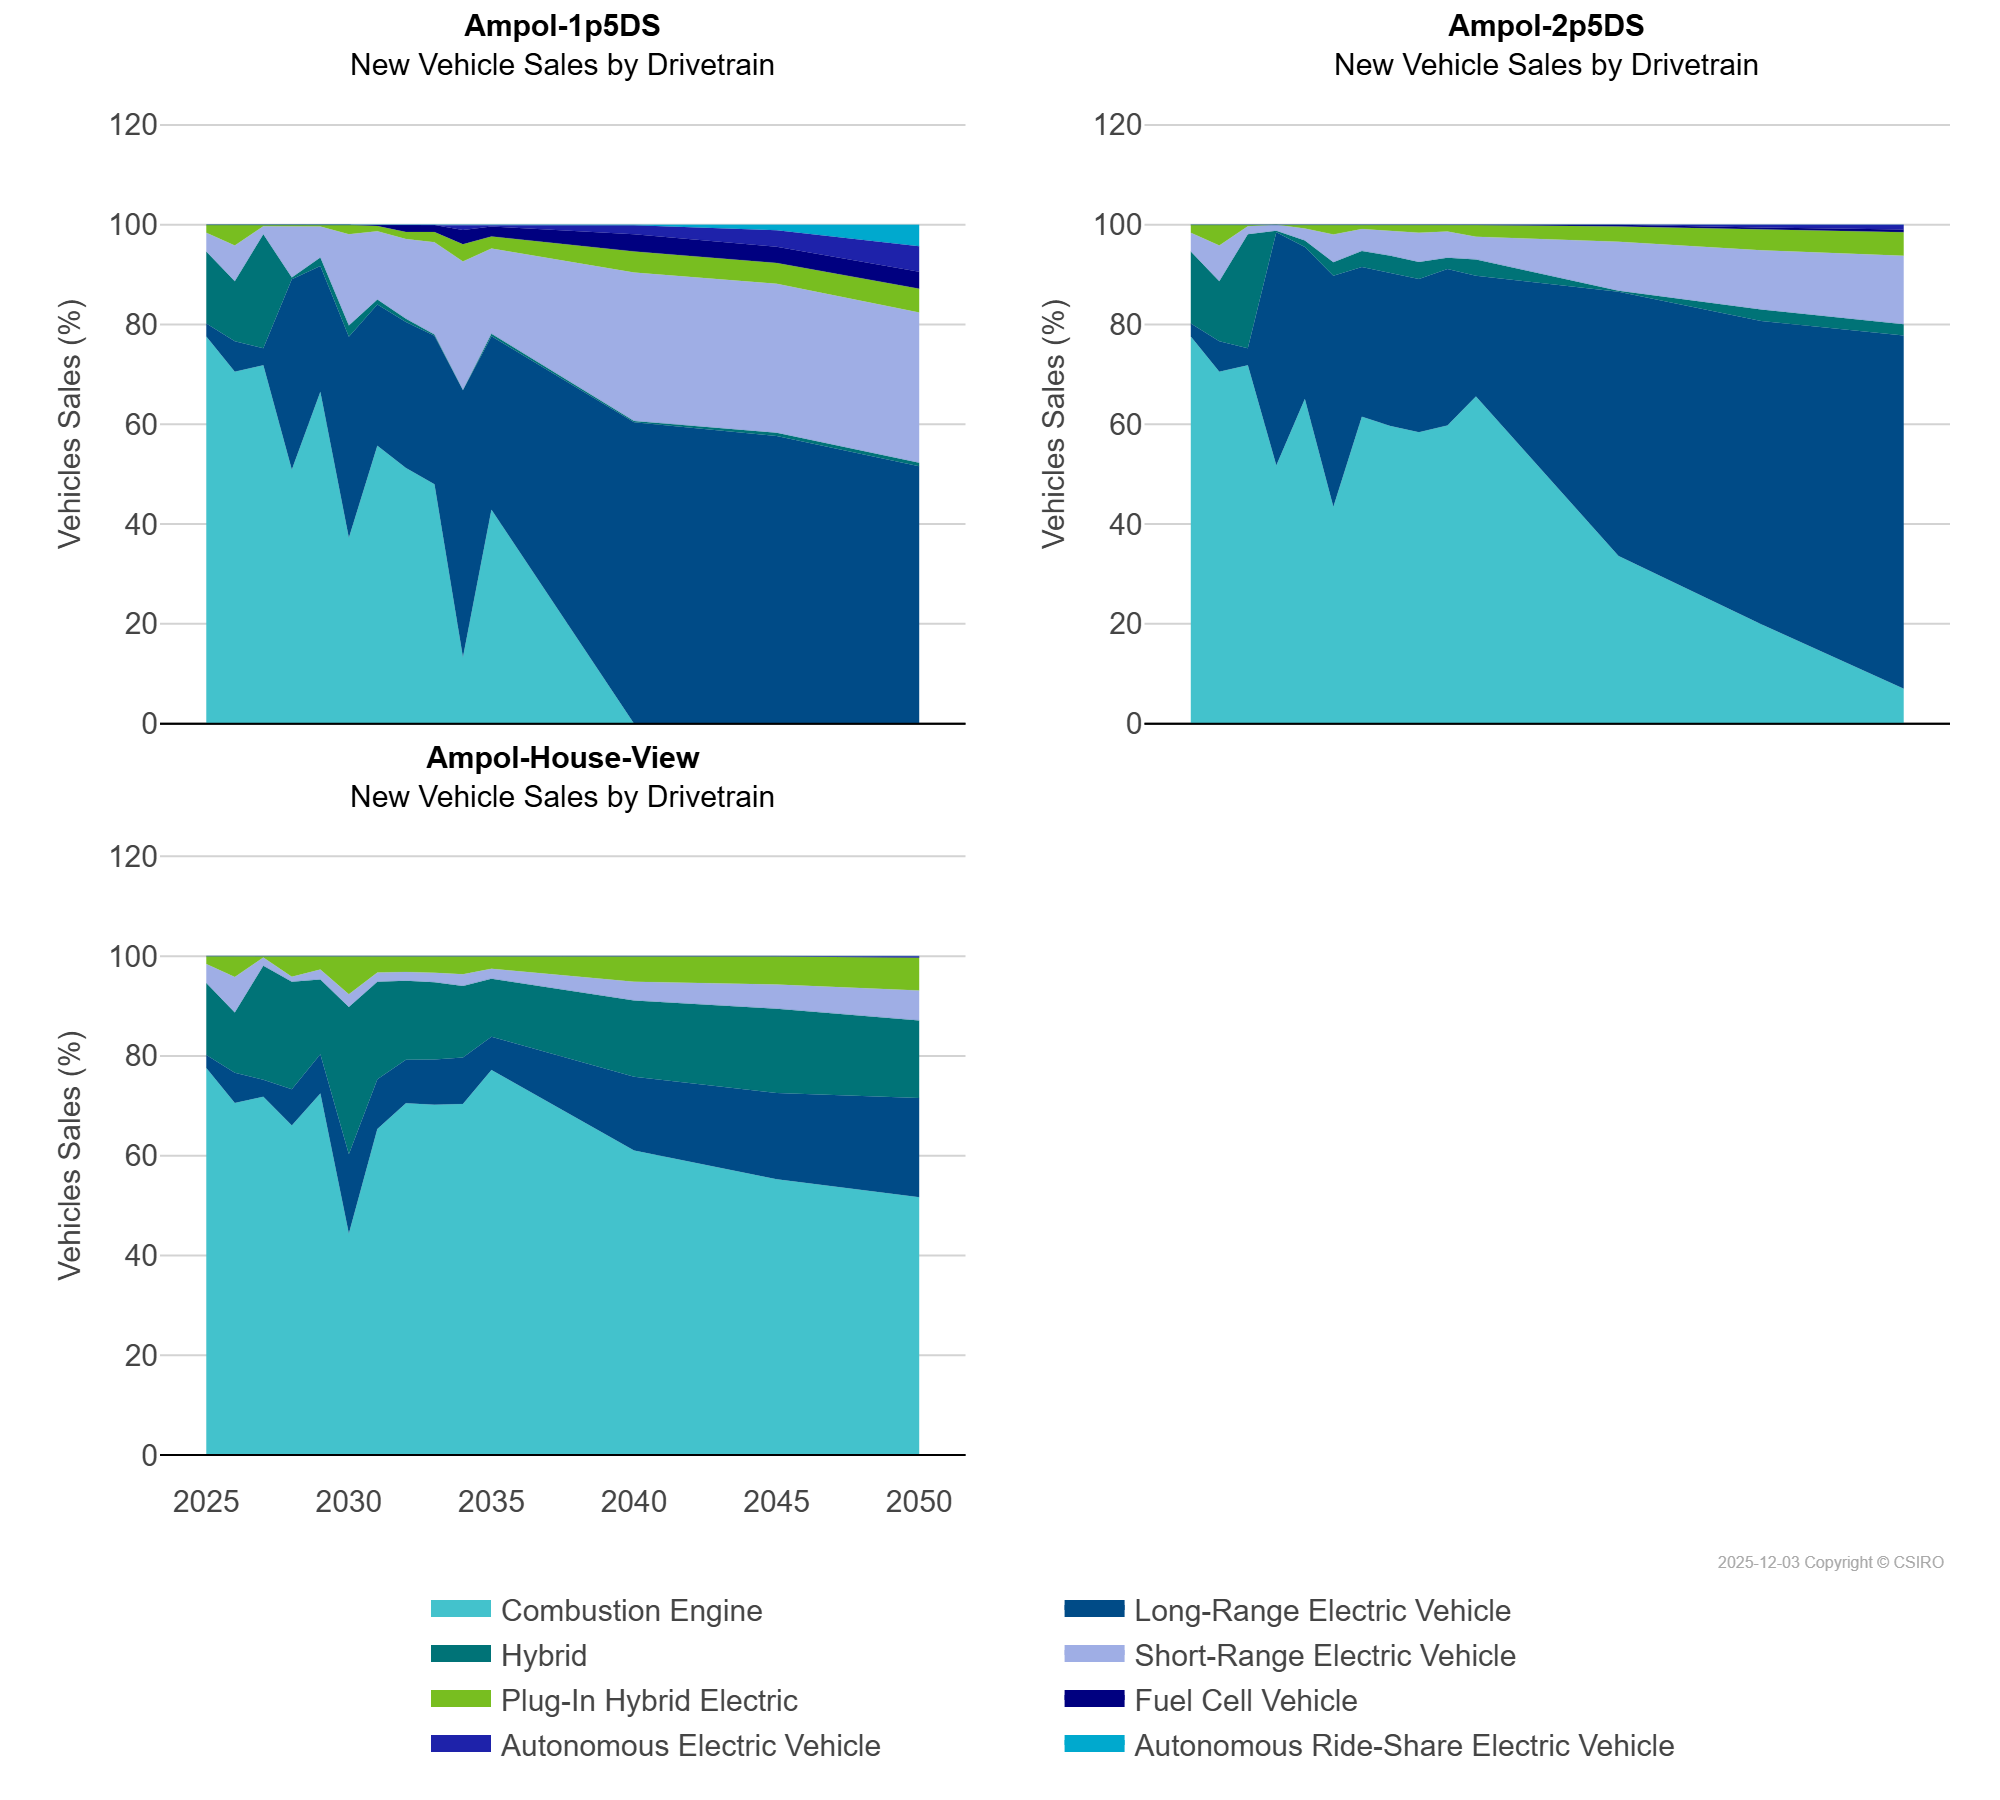 Ampol-1p5DS
New Vehicle Sales by Drivetrain
120
100
80
60
40
20
0
Vehicles Sales (%)
Ampol-2p5DS
New Vehicle Sales by Drivetrain
120
100
80
60
40
20
0
Vehicles Sales (%)
Ampol-House-View
New Vehicle Sales by Drivetrain
120
100
80
60
40
20
0
Vehicles Sales (%)
2025 2030 2035 2040 2045 2050
2025-12-03 Copyright © CSIRO
Combustion Engine
Long-Range Electric Vehicle
Hybrid
Short-Range Electric Vehicle
Plug-In Hybrid Electric
Fuel Cell Vehicle
Autonomous Electric Vehicle
Autonomous Ride-Share Electric Vehicle